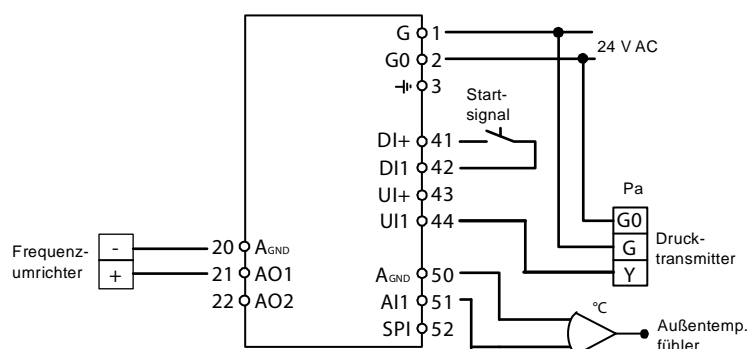 G 1
24 V AC
G0 2
3
Start-
signal
DI+ 41
DI1 42
UI+ 43
UI1 44
Pa
G0
G
Y
Druck-
transmitter
Frequenz-
umrichter
-
+
20 AGND
21 AO1
22 AO2
AGND 50
AI1 51
SPI 52
°C
Außentemp.
fühler